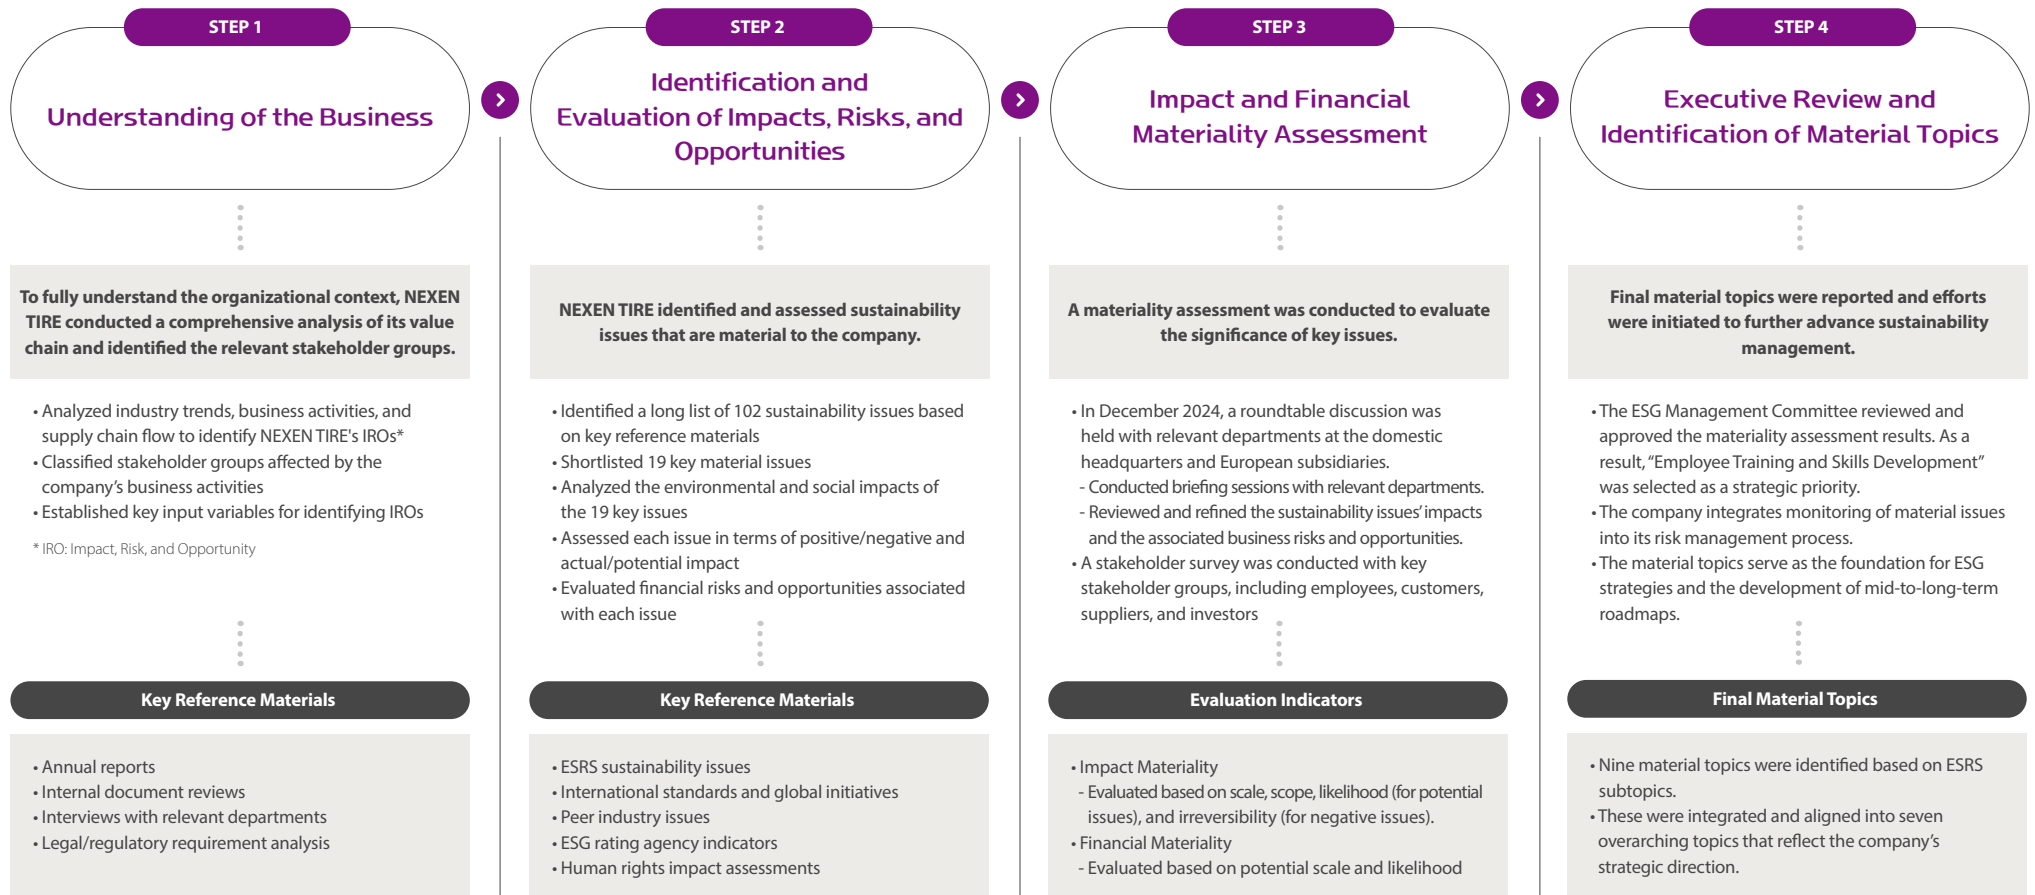 STEP 1
Understanding of the Business
To fully understand the organizational context, NEXEN
TIRE conducted a comprehensive analysis of its value
chain and identified the relevant stakeholder groups.
• Analyzed industry trends, business activities, and
supply chain flow to identify NEXEN TIRE's IROs*
• Classified stakeholder groups affected by the
company's business activities
• Established key input variables for identifying IROs
* IRO: Impact, Risk, and Opportunity
Key Reference Materials
• Annual reports
• Internal document reviews
• Interviews with relevant departments
• Legal/regulatory requirement analysis
STEP 2
Identification and
Evaluation of Impacts, Risks, and
Opportunities
NEXEN TIRE identified and assessed sustainability
issues that are material to the company.
• Identified a long list of 102 sustainability issues based
on key reference materials
• Shortlisted 19 key material issues
• Analyzed the environmental and social impacts of
the 19 key issues
• Assessed each issue in terms of positive/negative and
actual/potential impact
• Evaluated financial risks and opportunities associated
with each issue
Key Reference Materials
• ESRS sustainability issues
• International standards and global initiatives
• Peer industry issues
• ESG rating agency indicators
• Human rights impact assessments
STEP 3
Impact and Financial
Materiality Assessment
A materiality assessment was conducted to evaluate
the significance of key issues.
• In December 2024, a roundtable discussion was
held with relevant departments at the domestic
headquarters and European subsidiaries.
- Conducted briefing sessions with relevant departments.
- Reviewed and refined the sustainability issues' impacts
and the associated business risks and opportunities.
• A stakeholder survey was conducted with key
stakeholder groups, including employees, customers,
suppliers, and investors
Evaluation Indicators
• Impact Materiality
- Evaluated based on scale, scope, likelihood (for potential
issues), and irreversibility (for negative issues).
• Financial Materiality
- Evaluated based on potential scale and likelihood
STEP 4
Executive Review and
Identification of Material Topics
Final material topics were reported and efforts
were initiated to further advance sustainability
management.
• The ESG Management Committee reviewed and
approved the materiality assessment results. As a
result, "Employee Training and Skills Development"
was selected as a strategic priority.
• The company integrates monitoring of material issues
into its risk management process.
• The material topics serve as the foundation for ESG
strategies and the development of mid-to-long-term
roadmaps.
Final Material Topics
• Nine material topics were identified based on ESRS
subtopics.
• These were integrated and aligned into seven
overarching topics that reflect the company's
strategic direction.